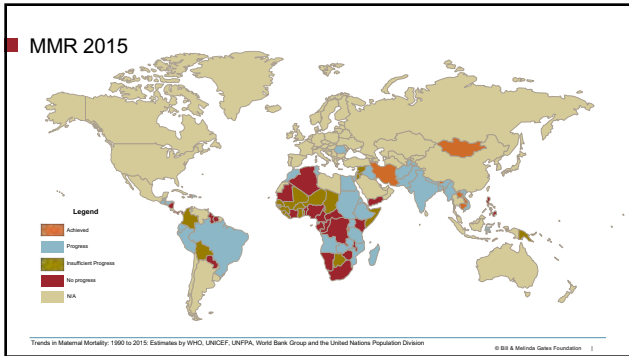 MMR 2015
Legend
Achieved
Progress
Insufficient Progress
No progress
N/A
Trends in Maternal Mortality: 1990 to 2015: Estimates by WHO, UNICEF, UNFPA, World Bank Group and the United Nations Population Division
© Bill & Melinda Gates Foundation |